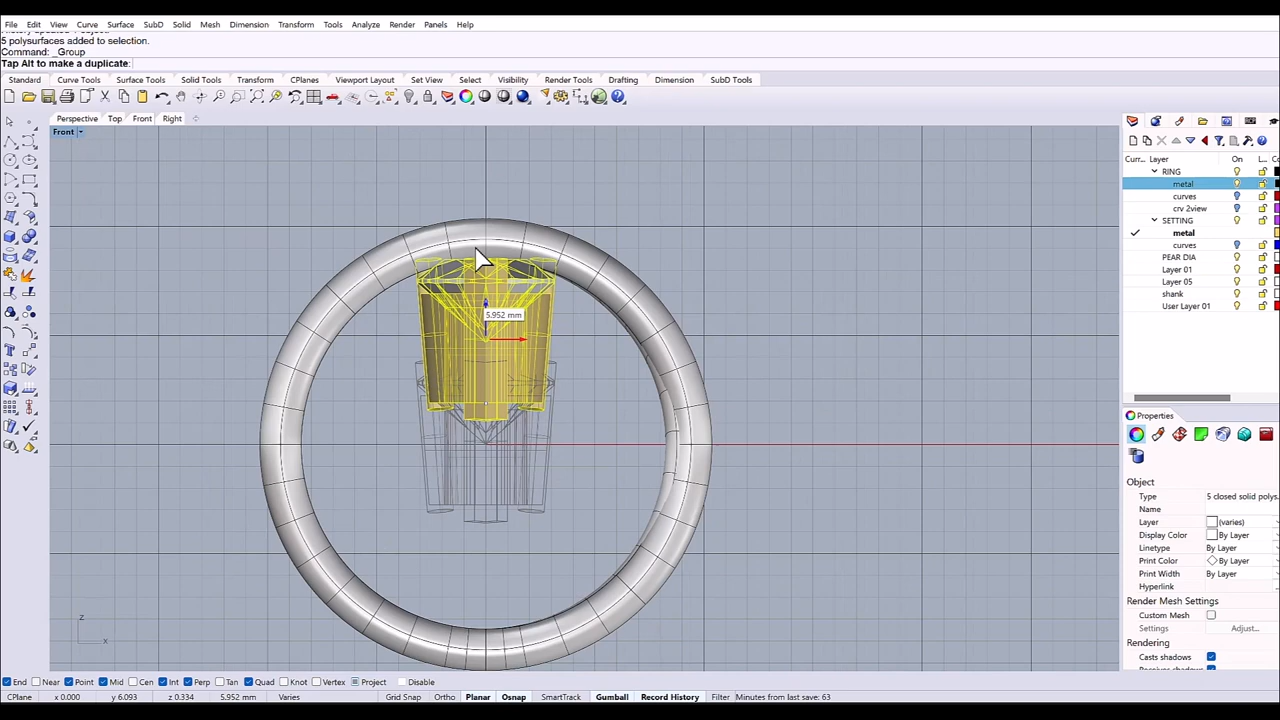 File Edit View Curve Surface SubD Solid Mesh Dimension Transform Tools Analyze Render Panels Help
5 polysurfaces added to selection.
Command: _Group
Tap Alt to make a duplicate:
Standard Curve Tools Surface Tools Solid Tools Transform CPlanes Viewport Layout Set View Select Visibility Render Tools Drafting Dimension SubD Tools
Perspective Top Front Right
Front
Curr... Layer On L... Co
RING
metal
curves
crv 2view
SETTING
metal
curves
PEAR DIA
Layer 01
Layer 05
shank
User Layer 01
5.952 mm
z
x
Properties
Object
Type 5 closed solid polys.
Name
Layer (varies)
Display Color By Layer
Linetype By Layer
Print Color By Layer
Print Width By Layer
Hyperlink
Render Mesh Settings
Custom Mesh
Settings Adjust...
Rendering
Casts shadows
End Near Point Mid Cen Int Perp Tan Quad Knot Vertex Project Disable
CPlane x 0.000 y 6.093 z 0.334 5.952 mm Varies Grid Snap Ortho Planar Osnap SmartTrack Gumball Record History Filter Minutes from last save: 63